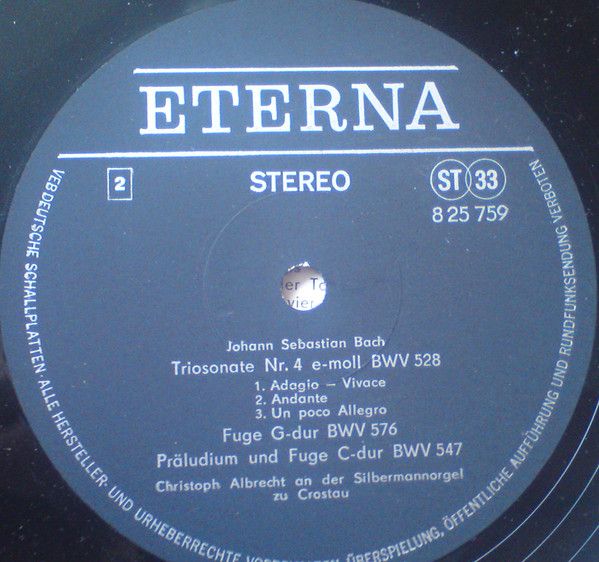 ETERNA
2
STEREO
ST 33
8 25 759
Johann Sebastian Bach
Triosonate Nr. 4 e-moll BWV 528
1. Adagio – Vivace
2. Andante
3. Un poco Allegro
Fuge G-dur BWV 576
Präludium und Fuge C-dur BWV 547
Christoph Albrecht an der Silbermannorgel
zu Crostau
VEB DEUTSCHE SCHALLPLATTEN · ALLE HERSTELLER- UND URHEBERRECHTE ÜBERSPIELUNG, ÖFFENTLICHE AUFFÜHRUNG UND RUNDFUNKSENDUNG VERBOTEN